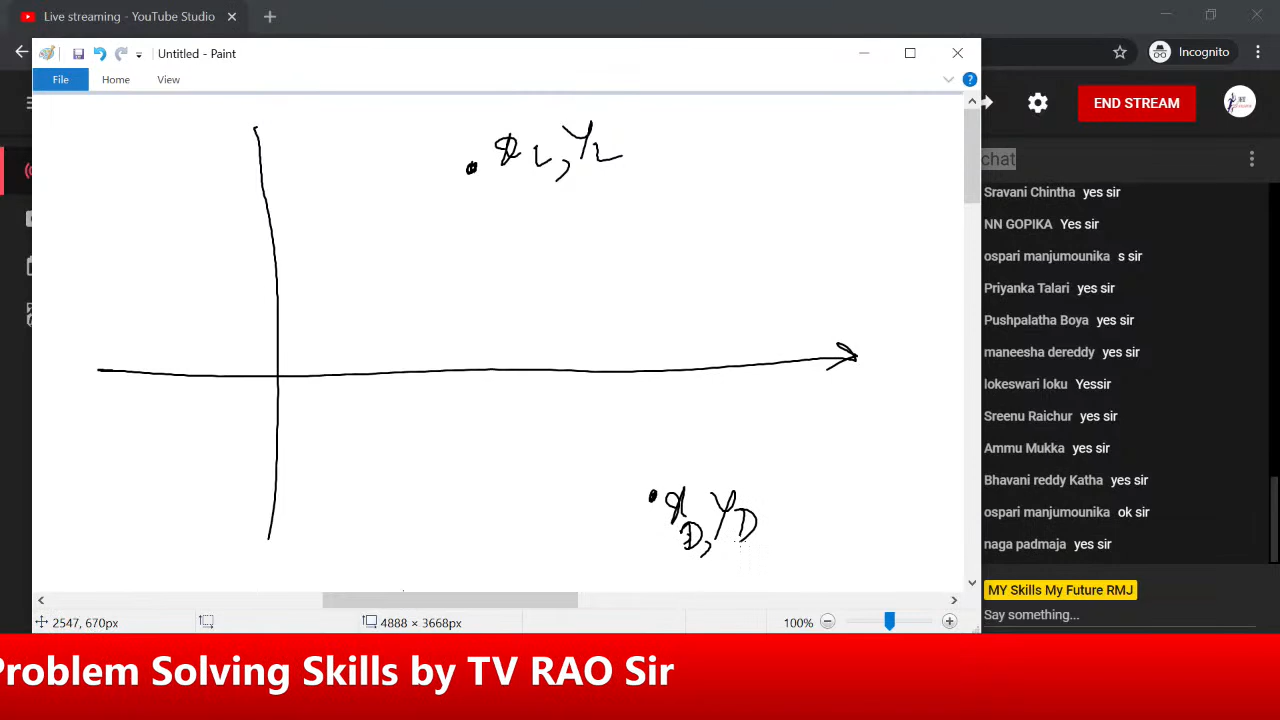 Live streaming - YouTube Studio
Incognito
Untitled - Paint
File Home View
END STREAM
x L, Y L
chat
Sravani Chintha yes sir
NN GOPIKA Yes sir
ospari manjumounika s sir
Priyanka Talari yes sir
Pushpalatha Boya yes sir
maneesha dereddy yes sir
lokeswari loku Yessir
Sreenu Raichur yes sir
Ammu Mukka yes sir
Bhavani reddy Katha yes sir
ospari manjumounika ok sir
naga padmaja yes sir
x D, Y D
MY Skills My Future RMJ
Say something...
2547, 670px
4888 × 3668px
100%
Problem Solving Skills by TV RAO Sir